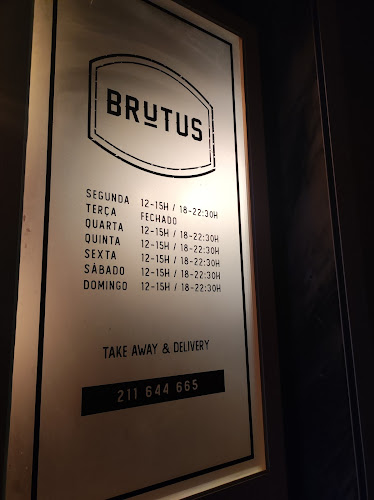 BRUTUS
SEGUNDA 12-15H / 18-22:30H
TERÇA FECHADO
QUARTA 12-15H / 18-22:30H
QUINTA 12-15H / 18-22:30H
SEXTA 12-15H / 18-22:30H
SÁBADO 12-15H / 18-22:30H
DOMINGO 12-15H / 18-22:30H
TAKE AWAY & DELIVERY
211 644 665